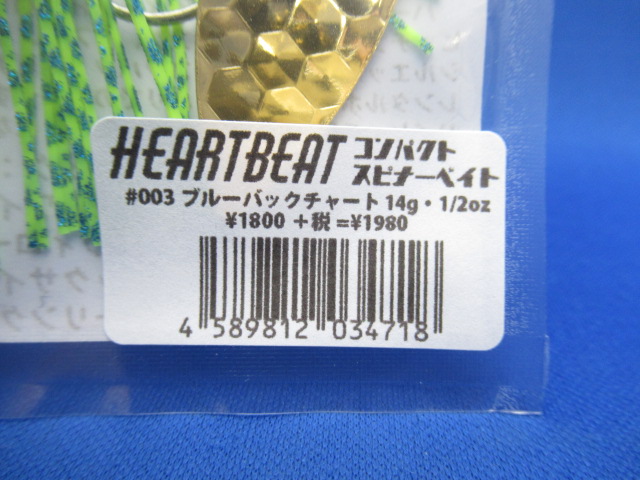 HEARTBEAT コンパクト
スピナーベイト
#003 ブルーバックチャート 14g・1/2oz
¥1800 +税 =¥1980
4 589812 034718